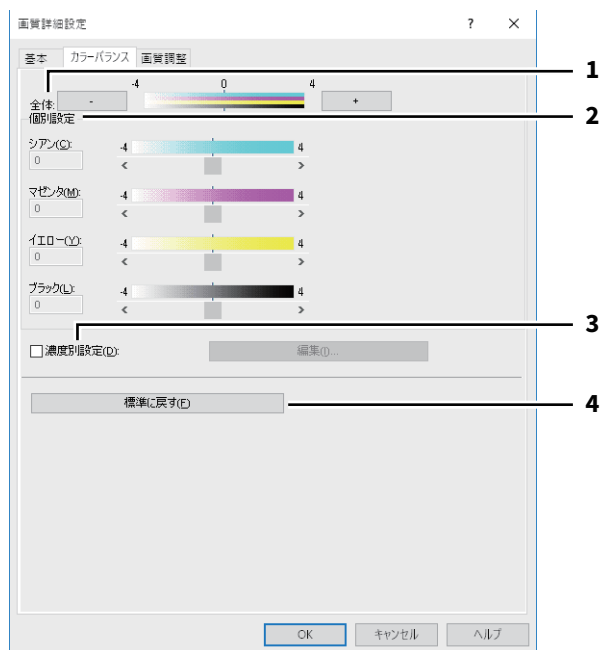 画質詳細設定 ? ×
基本 カラーバランス 画質調整
-4 0 4
全体: - + 1
個別設定 2
シアン(C):
0 -4 4
< >
マゼンタ(M):
0 -4 4
< >
イエロー(Y):
0 -4 4
< >
ブラック(L):
0 -4 4
< >
3
濃度別設定(D): 編集(I)...
標準に戻す(F) 4
OK キャンセル ヘルプ